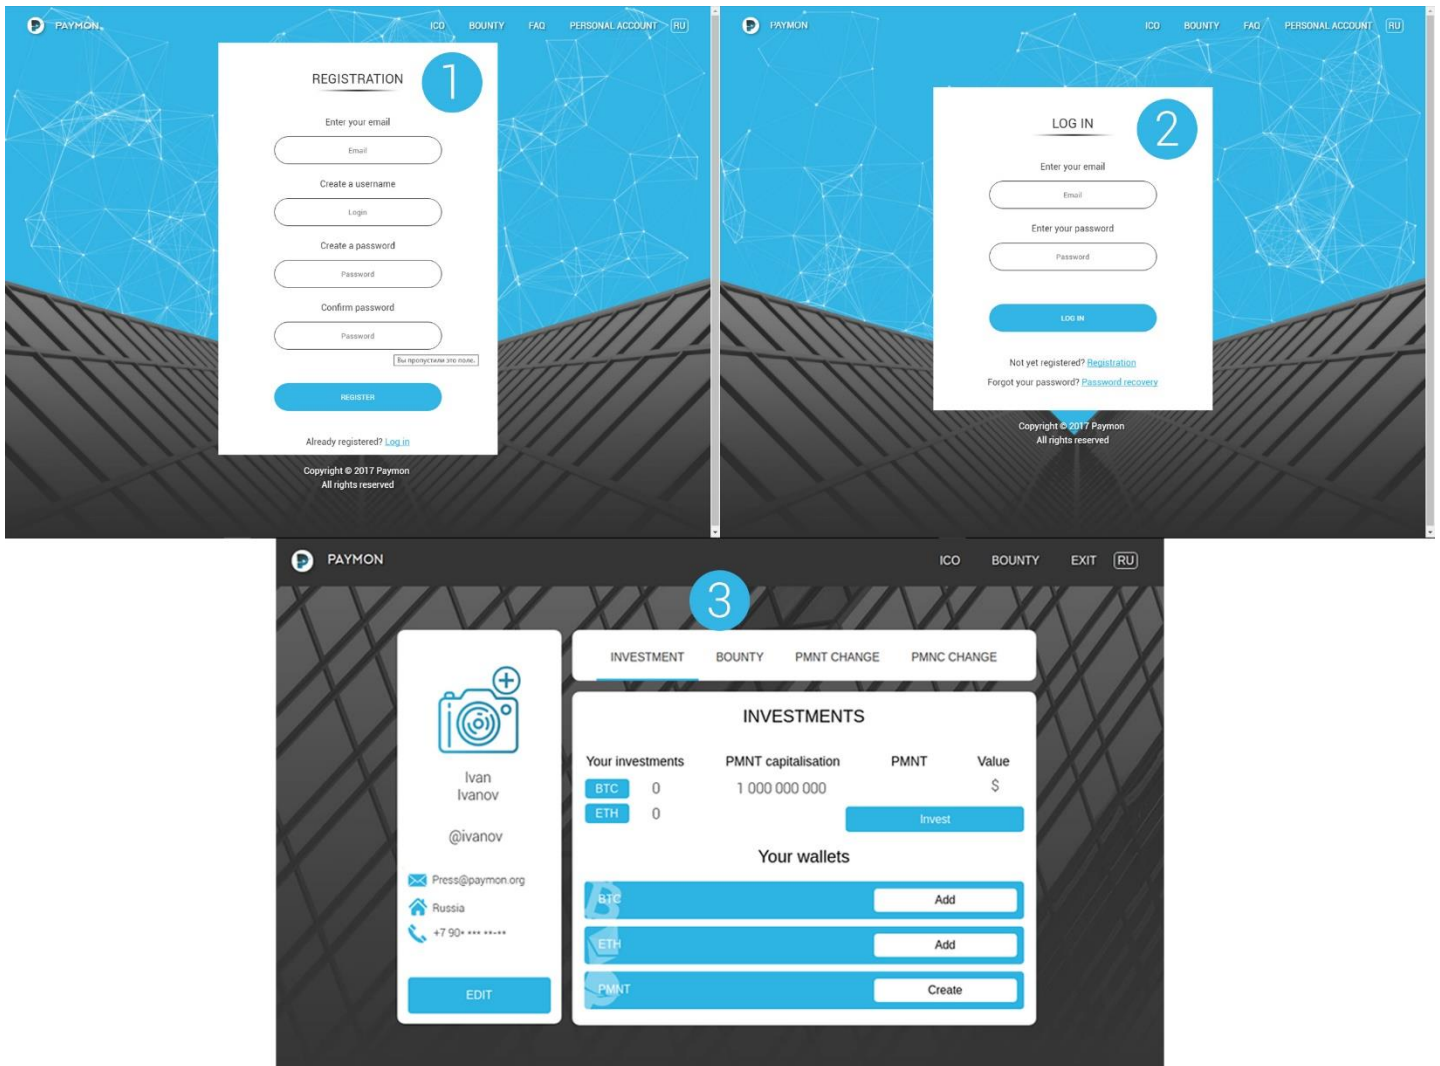 PAYMON
ICO BOUNTY FAQ PERSONAL ACCOUNT RU
1
REGISTRATION
Enter your email
Email
Create a username
Login
Create a password
Password
Confirm password
Password
Вы пропустили это поле.
REGISTER
Already registered? Log in
Copyright © 2017 Paymon
All rights reserved
PAYMON
ICO BOUNTY FAQ PERSONAL ACCOUNT RU
2
LOG IN
Enter your email
Email
Enter your password
Password
LOG IN
Not yet registered? Registration
Forgot your password? Password recovery
Copyright © 2017 Paymon
All rights reserved
PAYMON
ICO BOUNTY EXIT RU
3
Ivan
Ivanov
@ivanov
Press@paymon.org
Russia
+7 90• ••• ••-••
EDIT
INVESTMENT BOUNTY PMNT CHANGE PMNC CHANGE
INVESTMENTS
Your investments PMNT capitalisation PMNT Value
BTC 0 1 000 000 000 $
ETH 0
Invest
Your wallets
BTC Add
ETH Add
PMNT Create